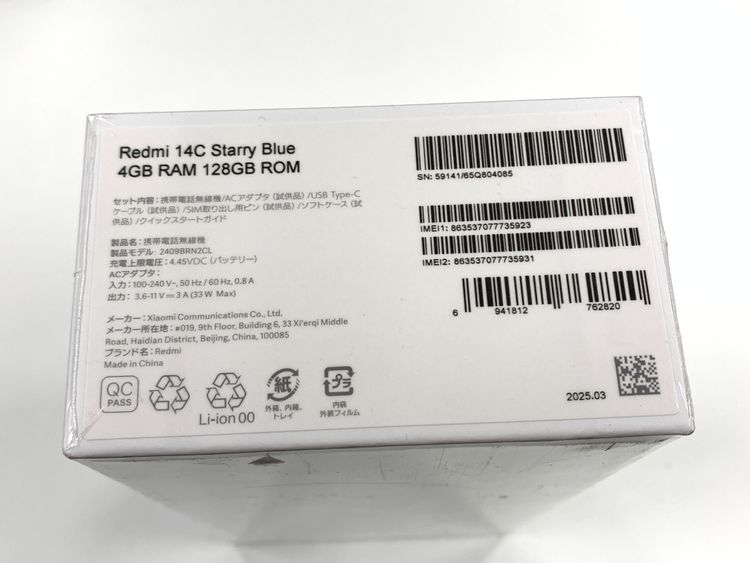 Redmi 14C Starry Blue
4GB RAM 128GB ROM
セット内容：携帯電話無線機/ACアダプタ（試供品）/USB Type-C
ケーブル（試供品）/SIM取り出し用ピン（試供品）/ソフトケース（試
供品）/クイックスタートガイド
製品名：携帯電話無線機
製品モデル：2409BRN2CL
充電上限電圧：4.45VDC (バッテリー)
ACアダプタ：
入力：100-240 V~, 50 Hz / 60 Hz, 0.8 A
出力： 3.6-11 V⎓3 A (33 W Max)
メーカー：Xiaomi Communications Co., Ltd.
メーカー所在地：#019, 9th Floor, Building 6, 33 Xi'erqi Middle
Road, Haidian District, Beijing, China, 100085
ブランド名：Redmi
Made in China
QC
PASS
Li-ion 00
紙
外箱、内箱、
トレイ
プラ
内袋
外装フィルム
SN: 59141/65Q804085
IMEI1: 863537077735923
IMEI2: 863537077735931
6 941812 762820
2025.03